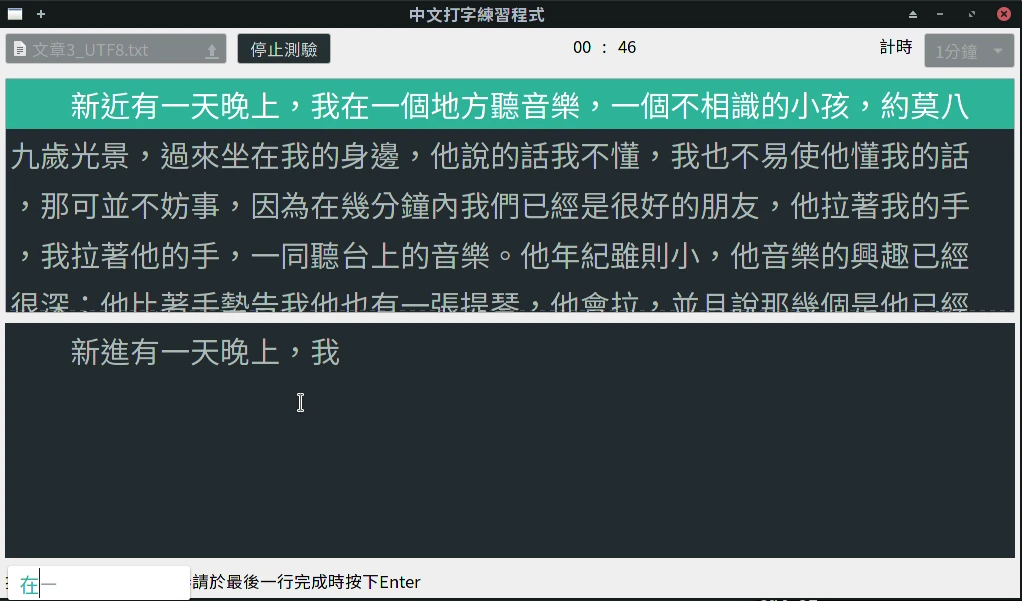 中文打字練習程式
文章3_UTF8.txt 停止測驗 00 : 46 計時 1分鐘
新近有一天晚上，我在一個地方聽音樂，一個不相識的小孩，約莫八
九歲光景，過來坐在我的身邊，他說的話我不懂，我也不易使他懂我的話
，那可並不妨事，因為在幾分鐘內我們已經是很好的朋友，他拉著我的手
，我拉著他的手，一同聽台上的音樂。他年紀雖則小，他音樂的興趣已經
很深：他比著手勢告我他也有一張提琴，他會拉，並且說那幾個是他已經
新進有一天晚上，我
在一
請於最後一行完成時按下Enter